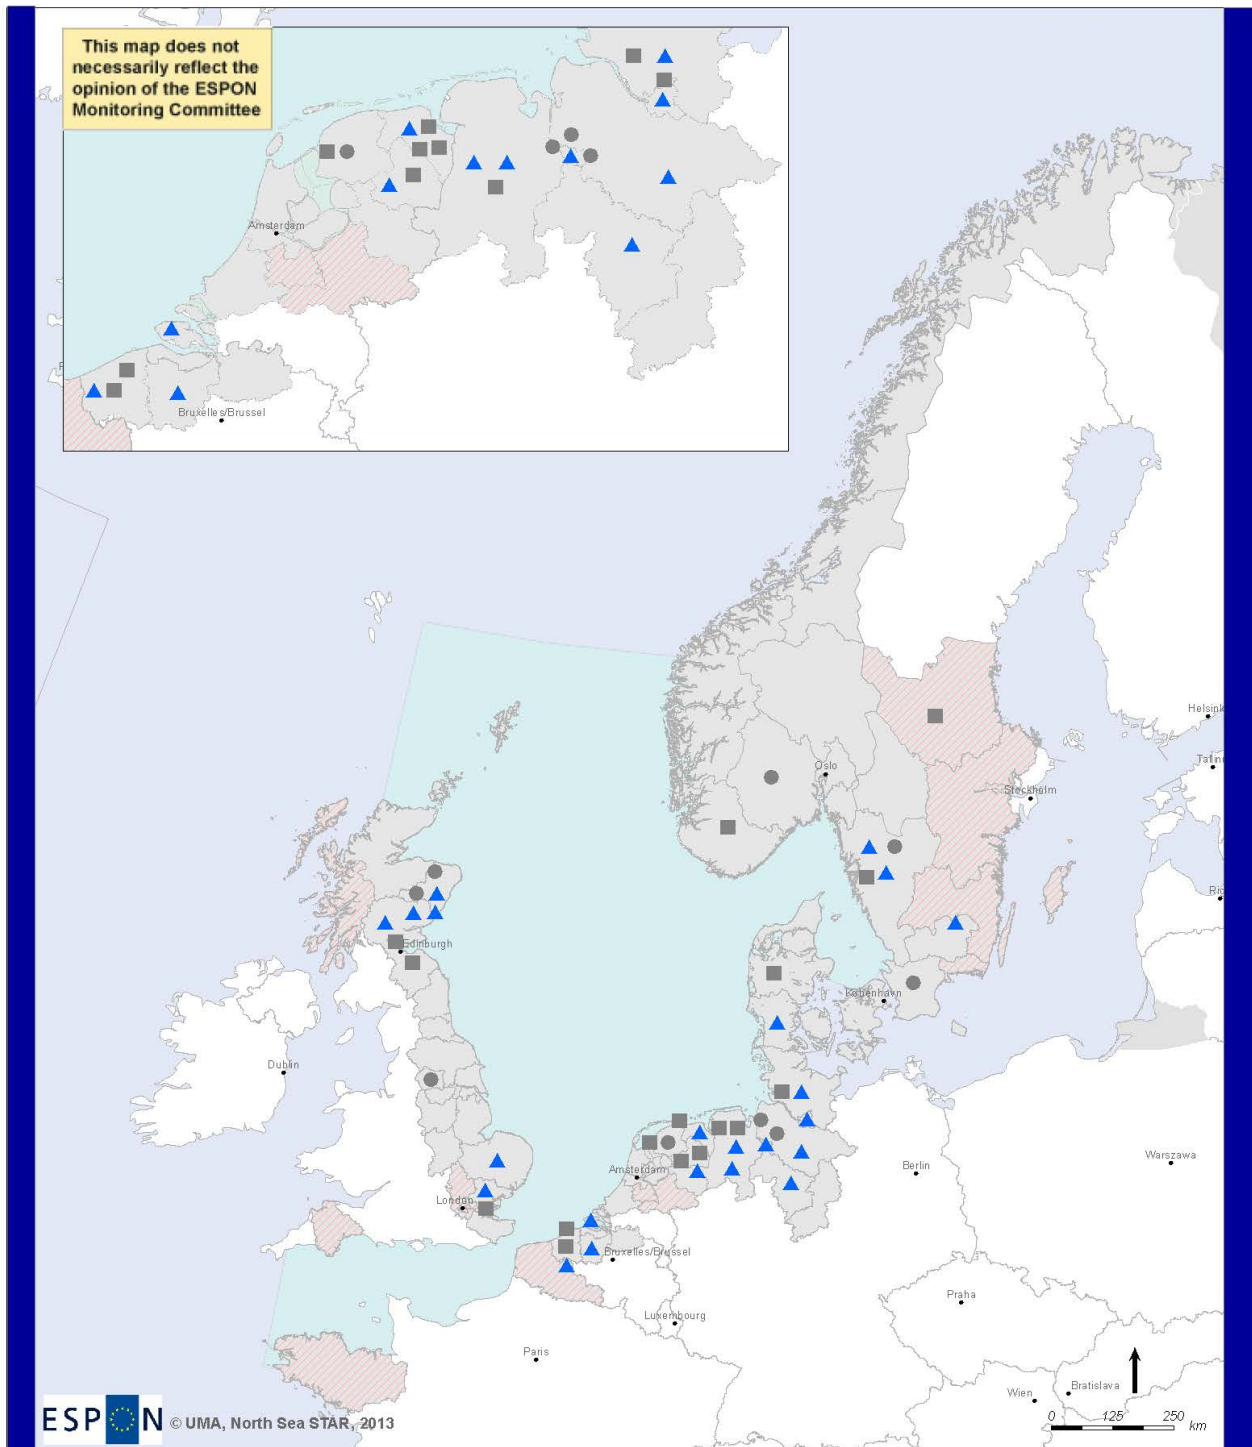 This map does not
necessarily reflect the
opinion of the ESPON
Monitoring Committee
Amsterdam
Bruxelles/Brussel
Helsink
Tallin
Oslo
Stockholm
Edinburgh
København
Dublin
Amsterdam
Berlin
Warszawa
London
Bruxelles/Brussel
Praha
Luxembourg
Paris
Wien
Bratislava
0 125 250
km
ESPON © UMA, North Sea STAR, 2013